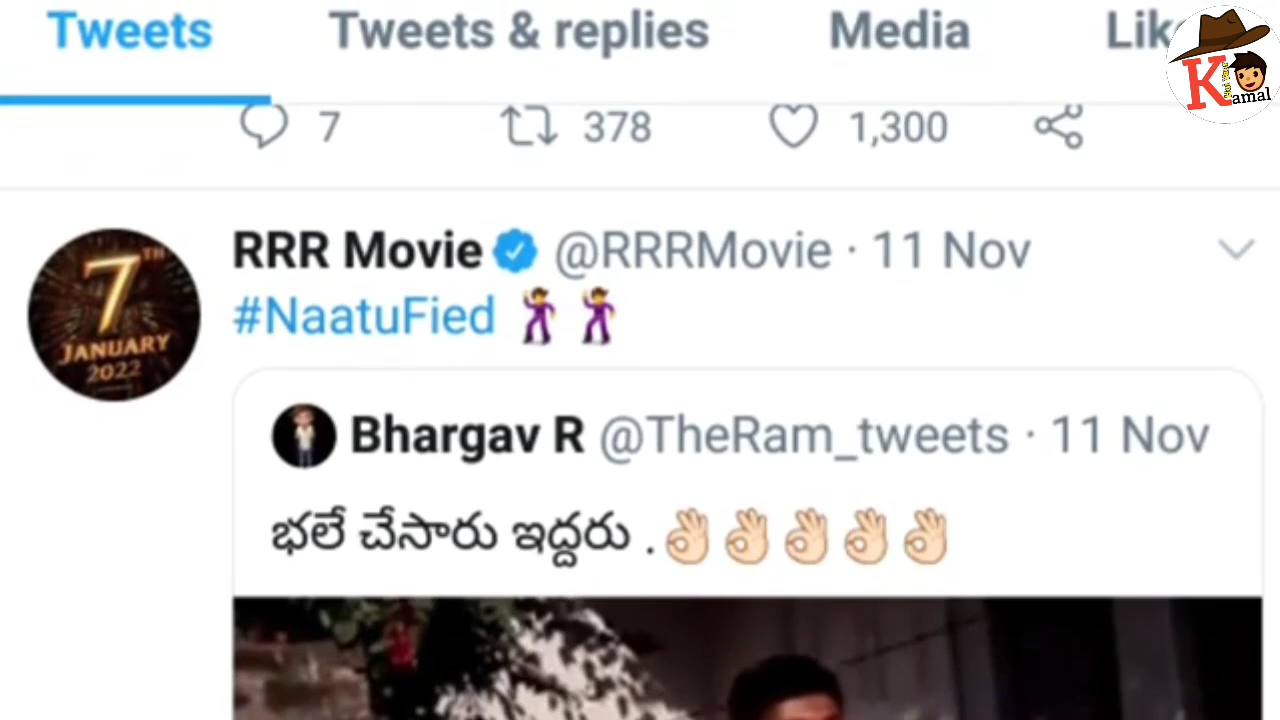 Tweets Tweets & replies Media Lik
7 378 1,300
RRR Movie @RRRMovie · 11 Nov
#NaatuFied 🕺🕺
7TH
JANUARY
2022
Bhargav R @TheRam_tweets · 11 Nov
భలే చేసారు ఇద్దరు .👌🏻👌🏻👌🏻👌🏻👌🏻
Kamal